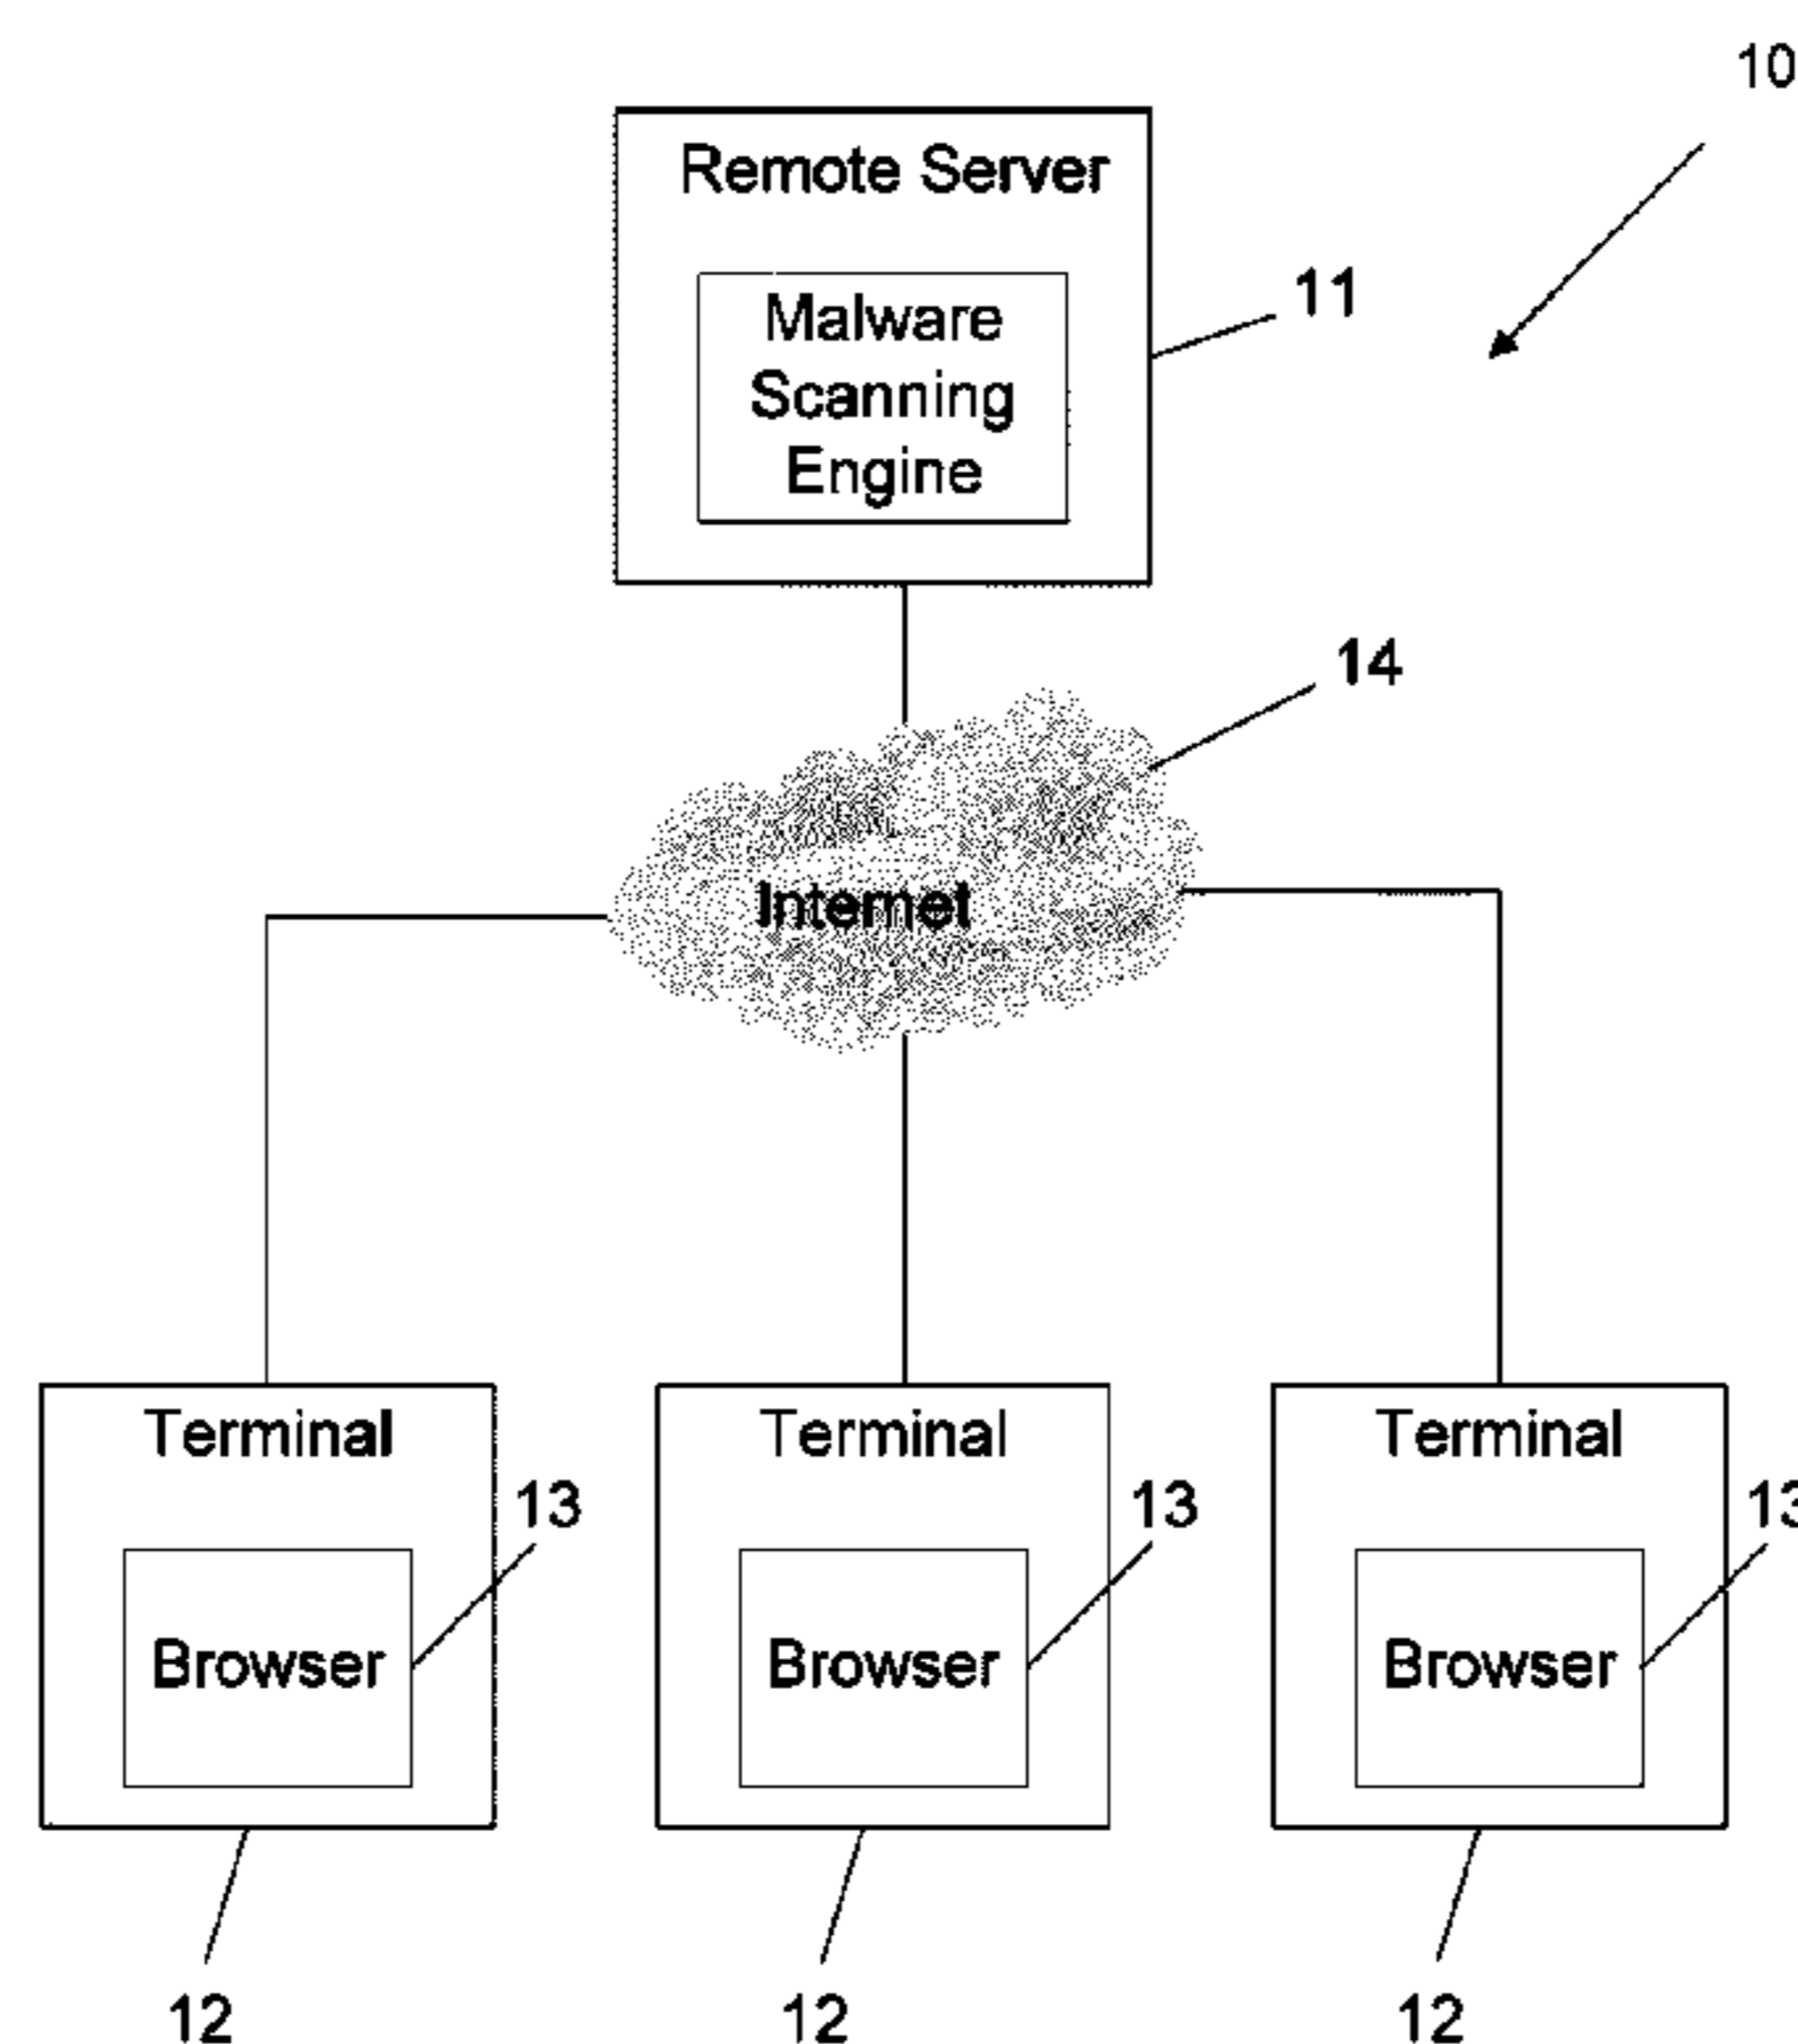 10
Remote Server
11
Malware
Scanning
Engine
14
Internet
Terminal
Terminal
Terminal
13
13
13
Browser
Browser
Browser
12
12
12